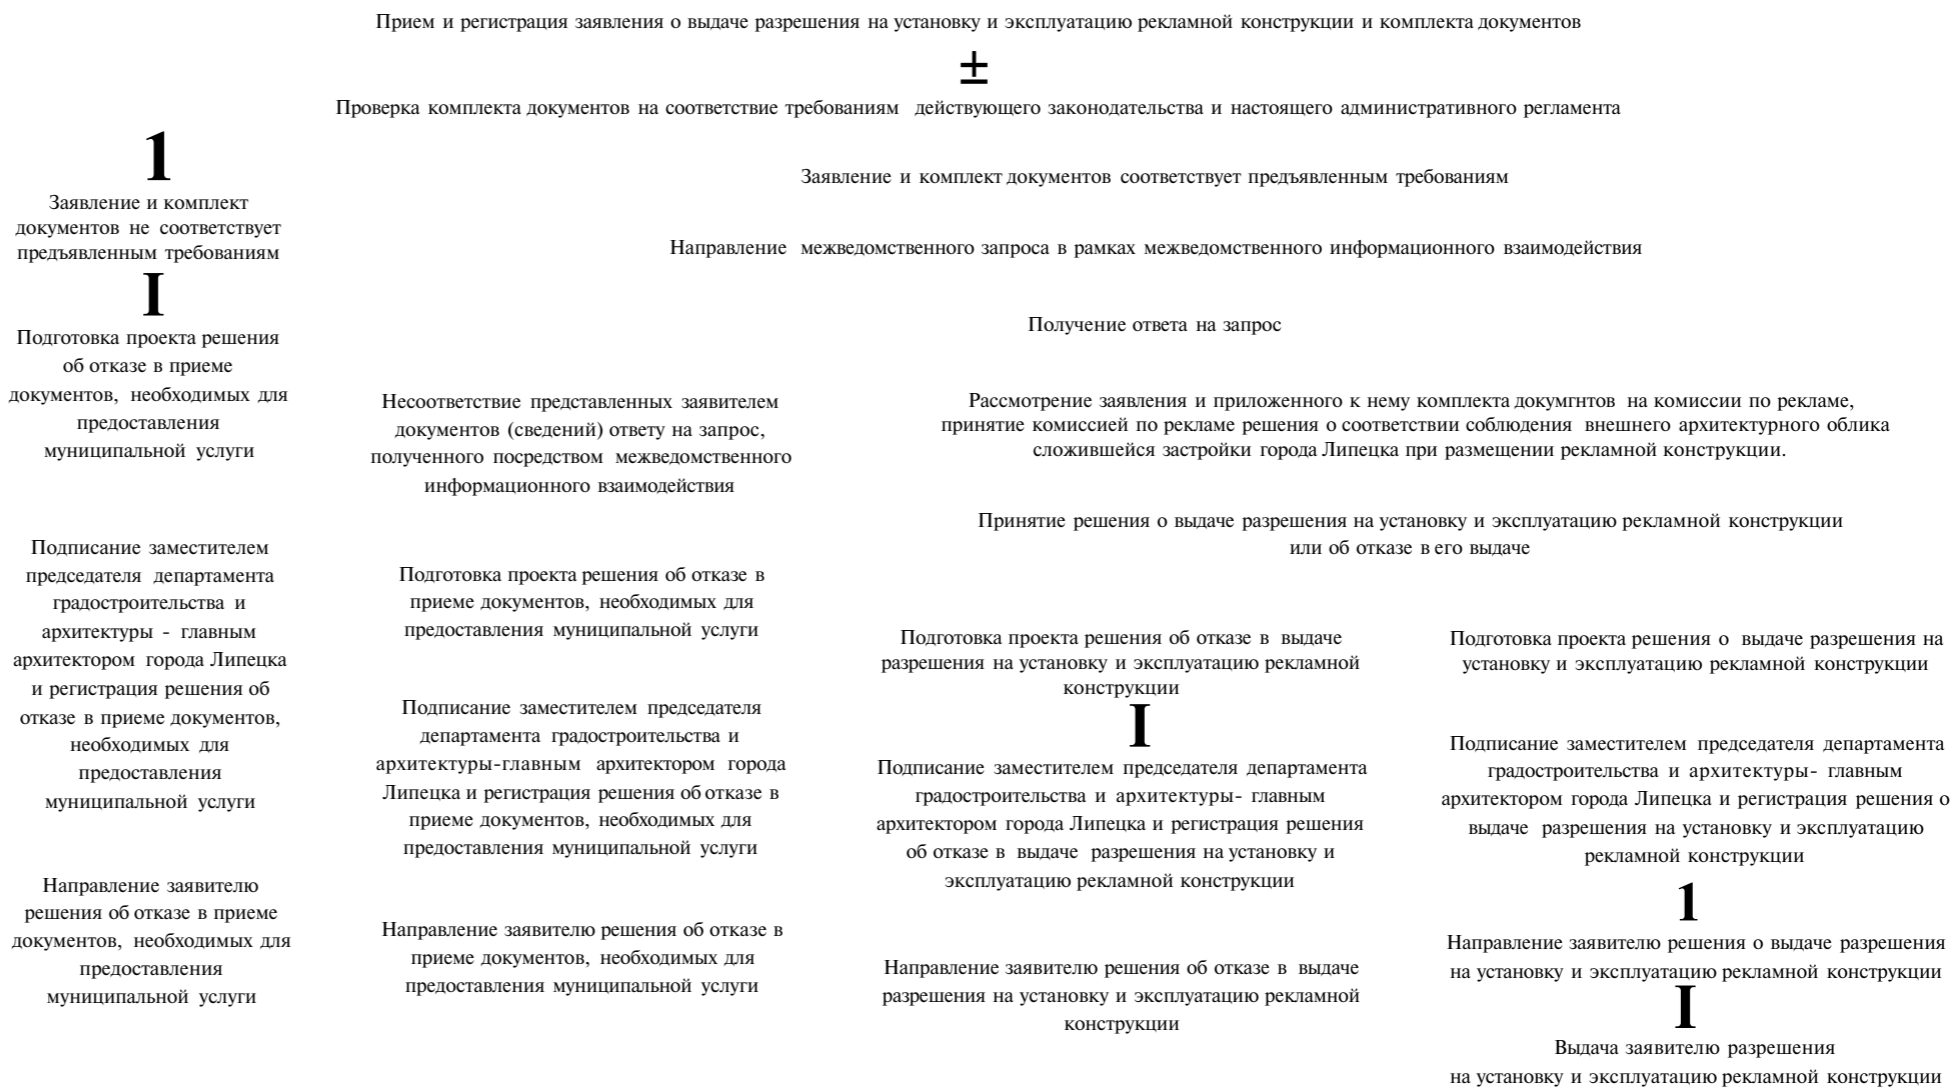 Прием и регистрация заявления о выдаче разрешения на установку и эксплуатацию рекламной конструкции и комплекта документов
±
Проверка комплекта документов на соответствие требованиям действующего законодательства и настоящего административного регламента
1
Заявление и комплект
документов не соответствует
предъявленным требованиям
I
Подготовка проекта решения
об отказе в приеме
документов, необходимых для
предоставления
муниципальной услуги
Подписание заместителем
председателя департамента
градостроительства и
архитектуры - главным
архитектором города Липецка
и регистрация решения об
отказе в приеме документов,
необходимых для
предоставления
муниципальной услуги
Направление заявителю
решения об отказе в приеме
документов, необходимых для
предоставления
муниципальной услуги
Заявление и комплект документов соответствует предъявленным требованиям
Направление межведомственного запроса в рамках межведомственного информационного взаимодействия
Получение ответа на запрос
Несоответствие представленных заявителем
документов (сведений) ответу на запрос,
полученного посредством межведомственного
информационного взаимодействия
Подготовка проекта решения об отказе в
приеме документов, необходимых для
предоставления муниципальной услуги
Подписание заместителем председателя
департамента градостроительства и
архитектуры-главным архитектором города
Липецка и регистрация решения об отказе в
приеме документов, необходимых для
предоставления муниципальной услуги
Направление заявителю решения об отказе в
приеме документов, необходимых для
предоставления муниципальной услуги
Рассмотрение заявления и приложенного к нему комплекта докумгнтов на комиссии по рекламе,
принятие комиссией по рекламе решения о соответствии соблюдения внешнего архитектурного облика
сложившейся застройки города Липецка при размещении рекламной конструкции.
Принятие решения о выдаче разрешения на установку и эксплуатацию рекламной конструкции
или об отказе в его выдаче
Подготовка проекта решения об отказе в выдаче
разрешения на установку и эксплуатацию рекламной
конструкции
I
Подписание заместителем председателя департамента
градостроительства и архитектуры- главным
архитектором города Липецка и регистрация решения
об отказе в выдаче разрешения на установку и
эксплуатацию рекламной конструкции
Направление заявителю решения об отказе в выдаче
разрешения на установку и эксплуатацию рекламной
конструкции
Подготовка проекта решения о выдаче разрешения на
установку и эксплуатацию рекламной конструкции
Подписание заместителем председателя департамента
градостроительства и архитектуры- главным
архитектором города Липецка и регистрация решения о
выдаче разрешения на установку и эксплуатацию
рекламной конструкции
1
Направление заявителю решения о выдаче разрешения
на установку и эксплуатацию рекламной конструкции
I
Выдача заявителю разрешения
на установку и эксплуатацию рекламной конструкции